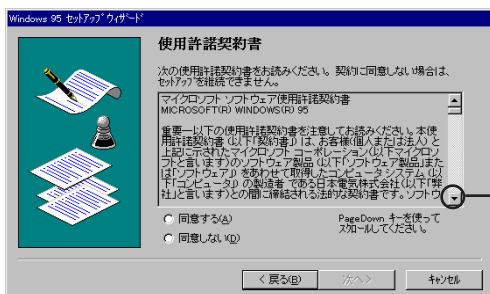 Windows 95 セットアップ ウィザード
使用許諾契約書
次の使用許諾契約書をお読みください。契約に同意しない場合は、
セットアップを継続できません。
マイクロソフト ソフトウェア使用許諾契約書
MICROSOFT(R) WINDOWS(R) 95
重要－以下の使用許諾契約書を注意してお読みください。本使
用許諾契約書（以下「契約書」）は、お客様（個人または法人）と
上記に示されたマイクロソフト コーポレーション（以下マイクロソ
フトと言います）のソフトウェア製品（以下「ソフトウェア製品」また
は「ソフトウェア」）をあわせて取得したコンピュータ システム（以
下「コンピュータ」）の製造者 である日本電気株式会社（以下「弊
社」と言います）との間に締結される法的な契約書です。ソフトウ
同意する(A)
PageDown キーを使って
スクロールしてください。
同意しない(D)
< 戻る(B)
次へ >
キャンセル